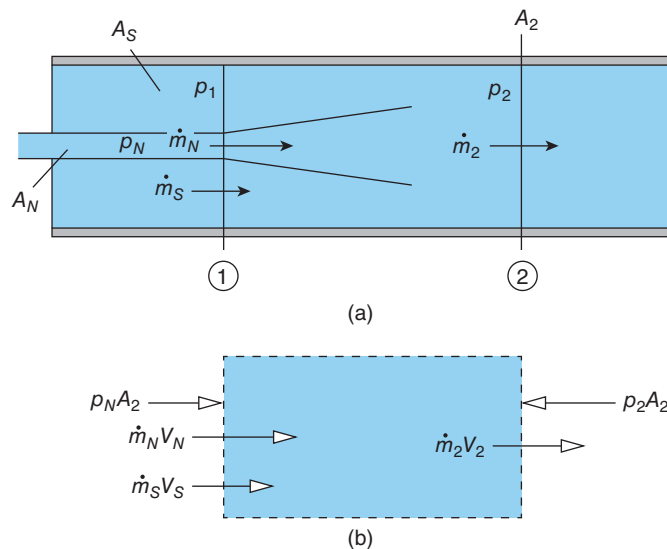 A_S
A_2
p_1
p_2
p_N
ṁ_N
ṁ_2
ṁ_S
A_N
1
2
(a)
p_N A_2
p_2 A_2
ṁ_N V_N
ṁ_2 V_2
ṁ_S V_S
(b)